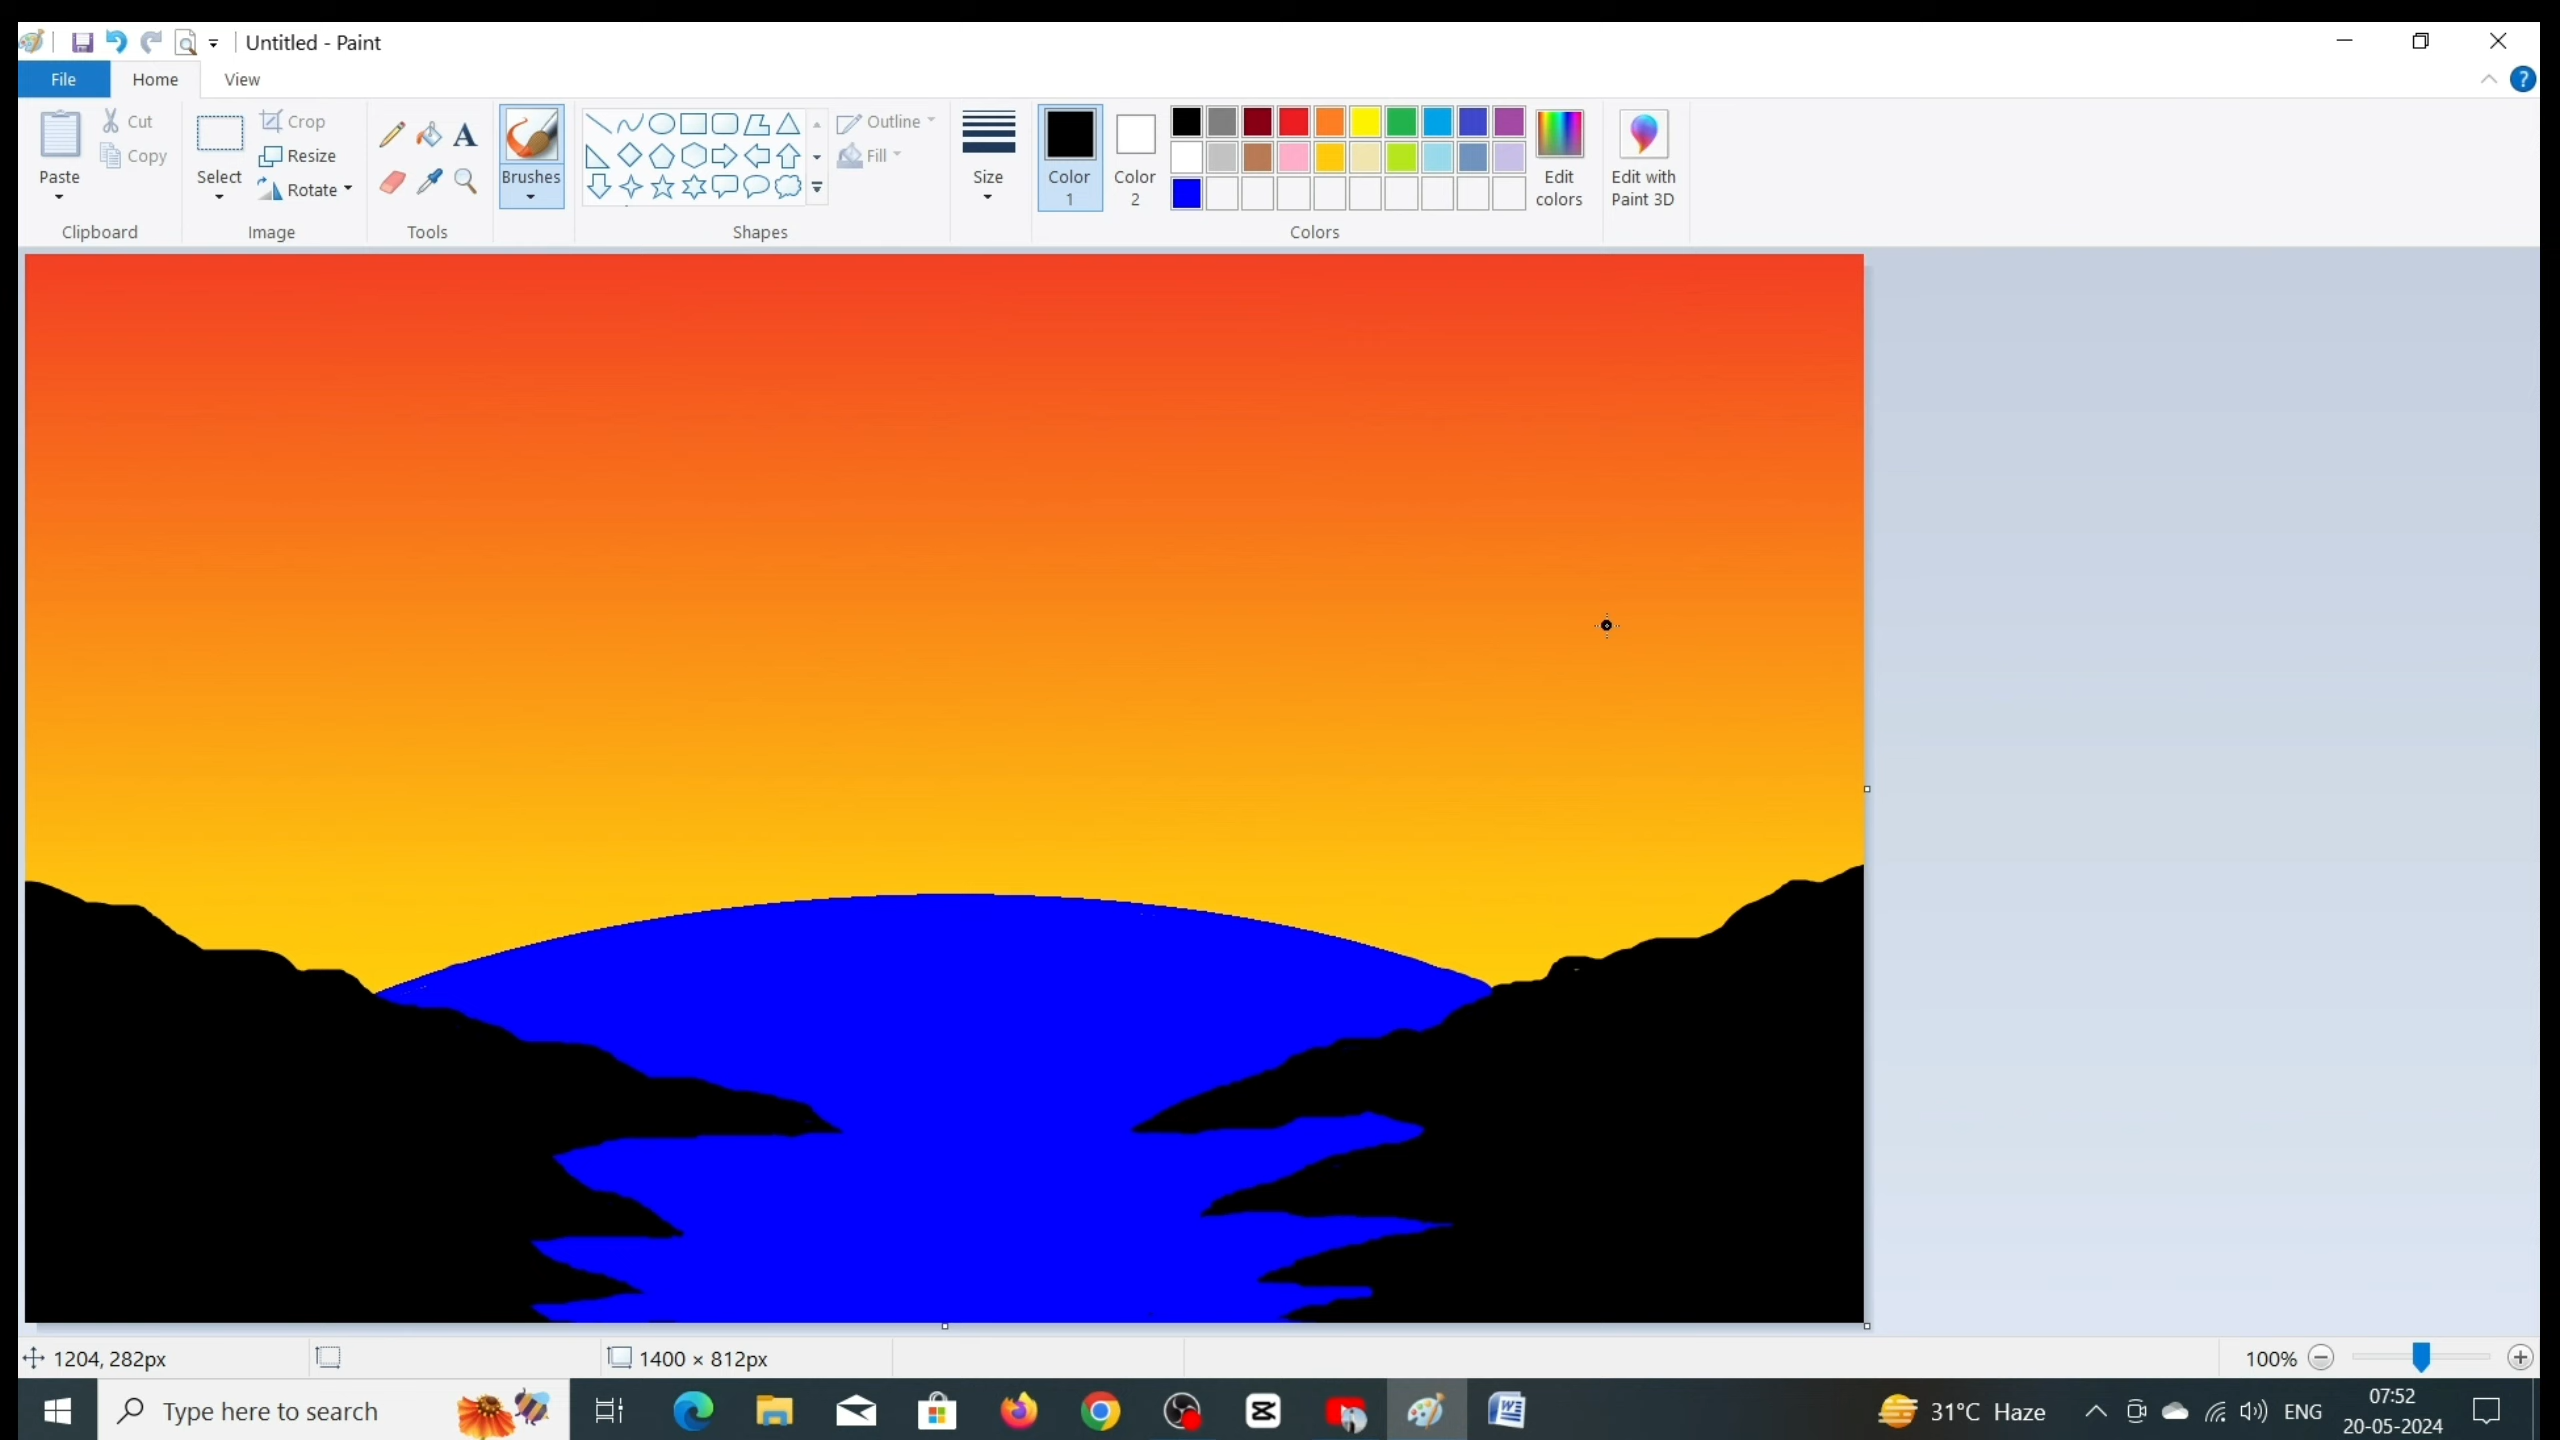 Untitled - Paint
File Home View
Paste
Cut
Copy
Clipboard
Select
Crop
Resize
Rotate
Image
A
Tools
Brushes
Outline
Fill
Shapes
Size
Color
1
Color
2
Edit
colors
Colors
Edit with
Paint 3D
?
1204, 282px
1400 × 812px
100%
Type here to search
W
31°C Haze
ENG
07:52
20-05-2024